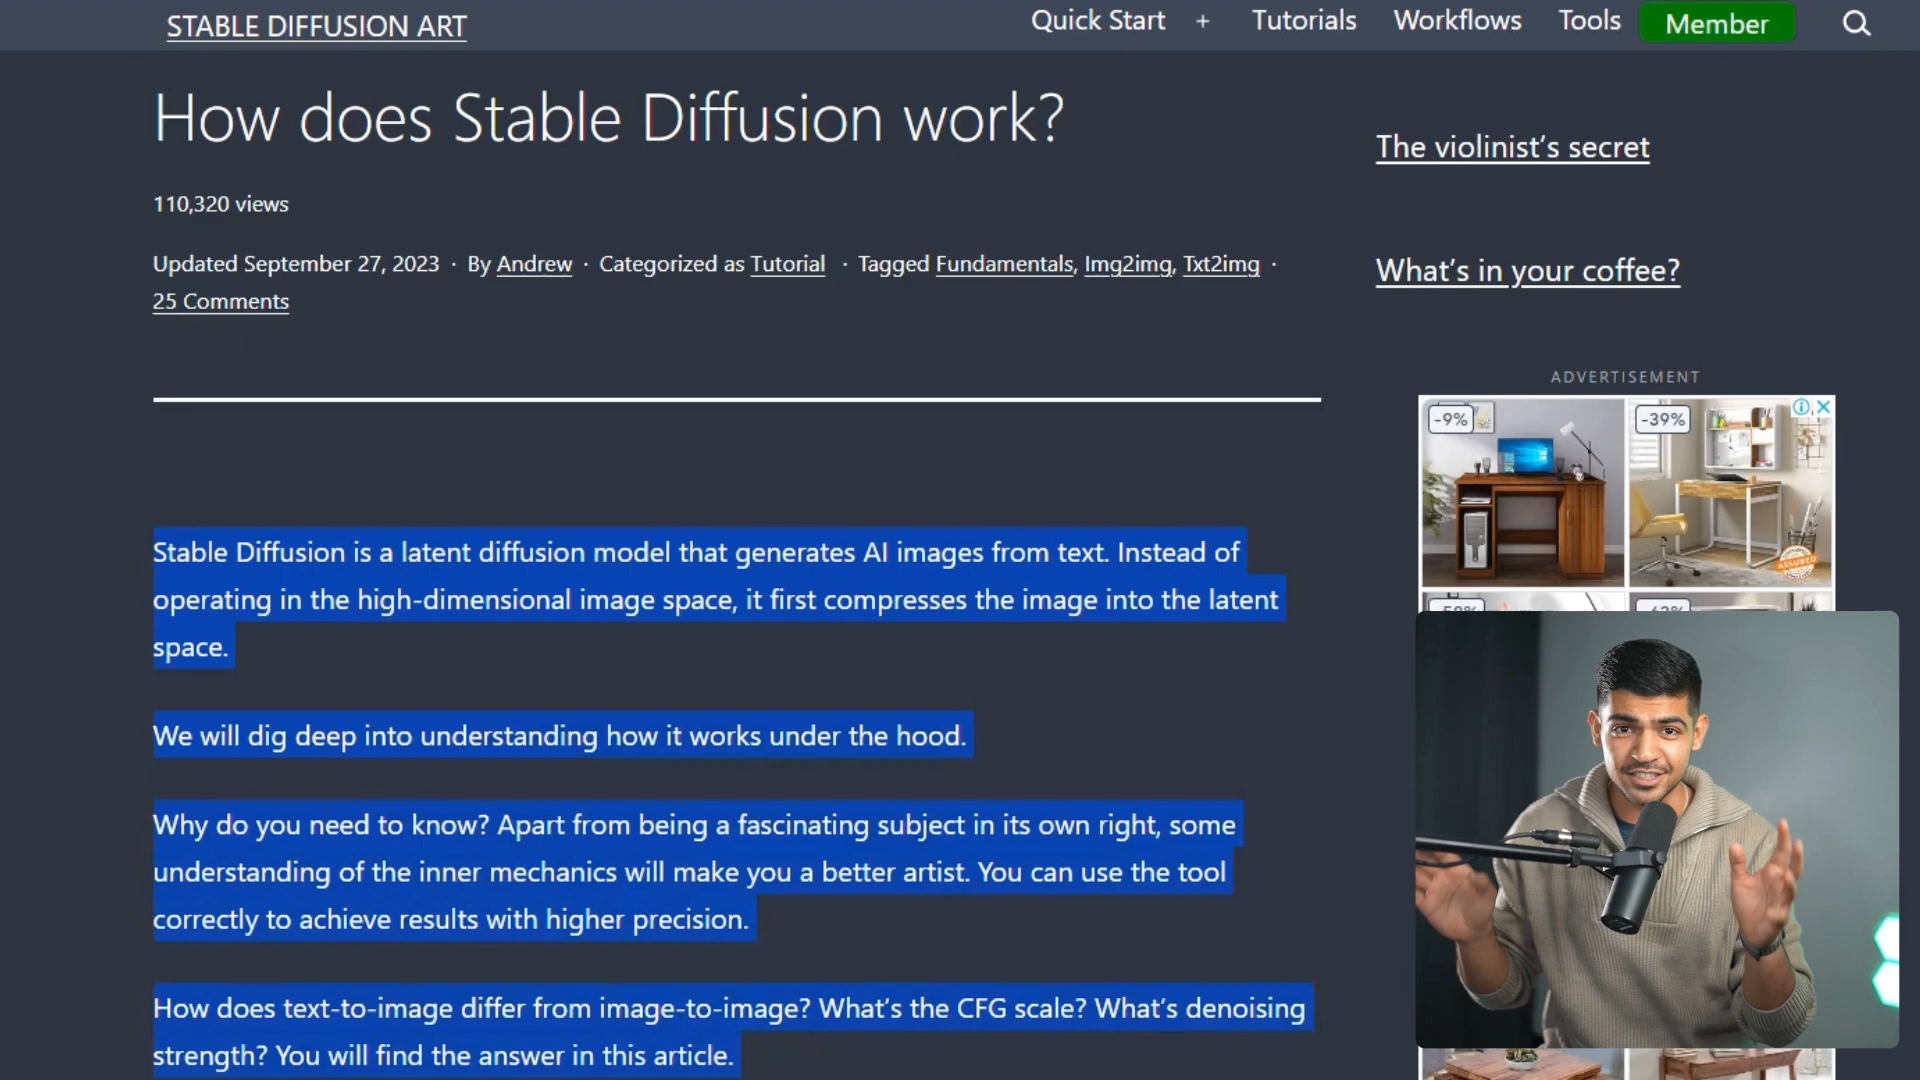 STABLE DIFFUSION ART
Quick Start + Tutorials Workflows Tools Member
How does Stable Diffusion work?
110,320 views
Updated September 27, 2023 · By Andrew · Categorized as Tutorial · Tagged Fundamentals, Img2img, Txt2img ·
25 Comments
Stable Diffusion is a latent diffusion model that generates AI images from text. Instead of
operating in the high-dimensional image space, it first compresses the image into the latent
space.
We will dig deep into understanding how it works under the hood.
Why do you need to know? Apart from being a fascinating subject in its own right, some
understanding of the inner mechanics will make you a better artist. You can use the tool
correctly to achieve results with higher precision.
How does text-to-image differ from image-to-image? What’s the CFG scale? What’s denoising
strength? You will find the answer in this article.
The violinist’s secret
What’s in your coffee?
ADVERTISEMENT
-9%
-39%
ASSURED